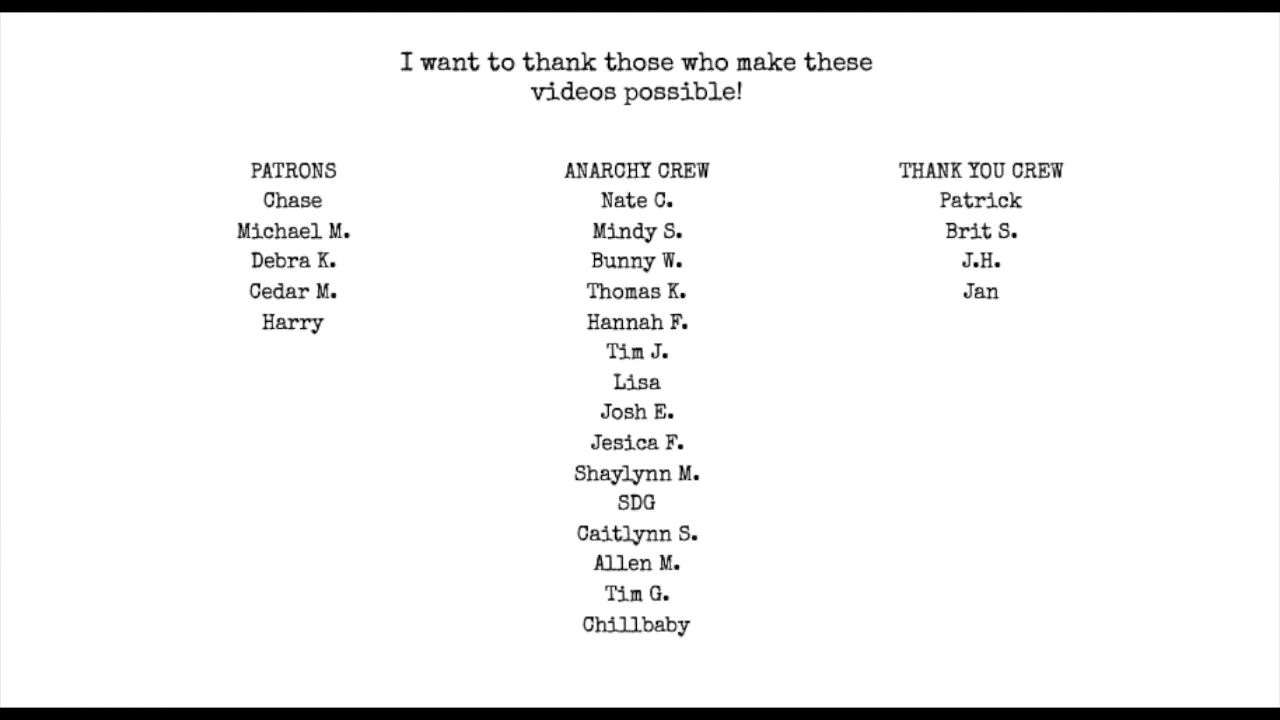 I want to thank those who make these
videos possible!
PATRONS
Chase
Michael M.
Debra K.
Cedar M.
Harry
ANARCHY CREW
Nate C.
Mindy S.
Bunny W.
Thomas K.
Hannah F.
Tim J.
Lisa
Josh E.
Jesica F.
Shaylynn M.
SDG
Caitlynn S.
Allen M.
Tim G.
Chillbaby
THANK YOU CREW
Patrick
Brit S.
J.H.
Jan